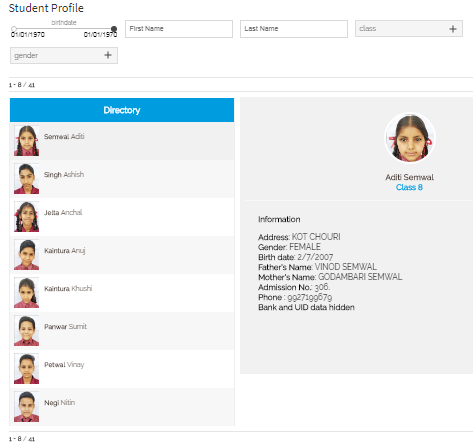 Student Profile
birthdate
01/01/1970 01/01/1970
First Name
Last Name
class +
gender +
1 - 8 / 41
Directory
Semwal Aditi
Singh Ashish
Jelta Anchal
Kaintura Anuj
Kaintura Khushi
Panwar Sumit
Petwal Vinay
Negi Nitin
Aditi Semwal
Class 8
Information
Address: KOT CHOURI
Gender: FEMALE
Birth date: 2/7/2007
Father's Name: VINOD SEMWAL
Mother's Name: GODAMBARI SEMWAL
Admission No.: 306.
Phone : 9927199679
Bank and UID data hidden
1 - 8 / 41